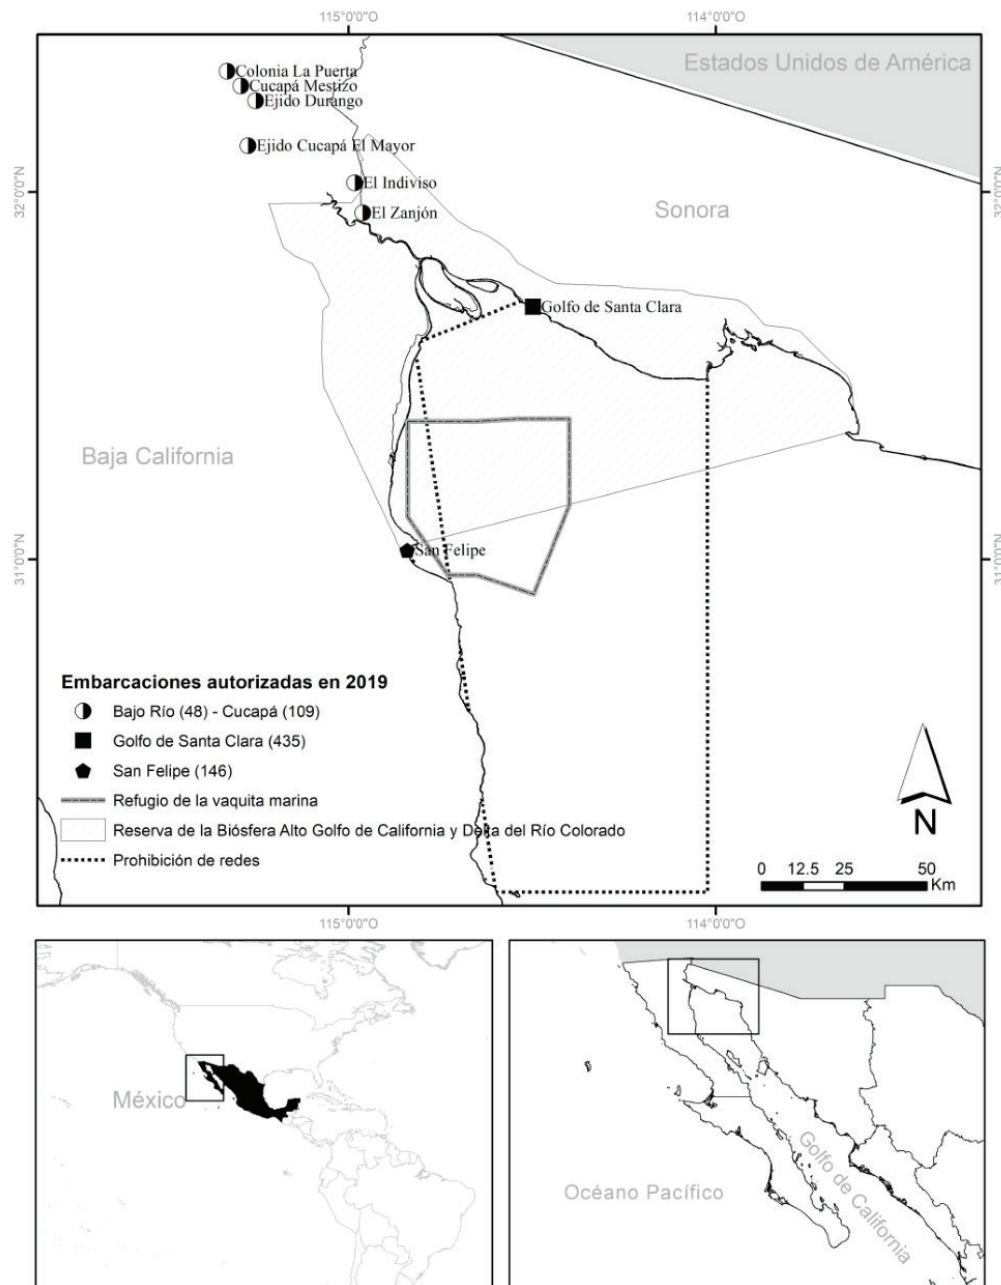 115°0'0"O 114°0'0"O
Estados Unidos de América
Colonia La Puerta
Cucapá Mestizo
Ejido Durango
Ejido Cucapá El Mayor
El Indiviso
32°0'0"N 32°0'0"N
El Zanjón
Sonora
Golfo de Santa Clara
Baja California
San Felipe
31°0'0"N 31°0'0"N
Embarcaciones autorizadas en 2019
Bajo Río (48) - Cucapá (109)
Golfo de Santa Clara (435)
San Felipe (146)
Refugio de la vaquita marina
Reserva de la Biósfera Alto Golfo de California y Delta del Río Colorado
Prohibición de redes
N
0 12.5 25 50
Km
115°0'0"O 114°0'0"O
México
Océano Pacífico
Golfo de California